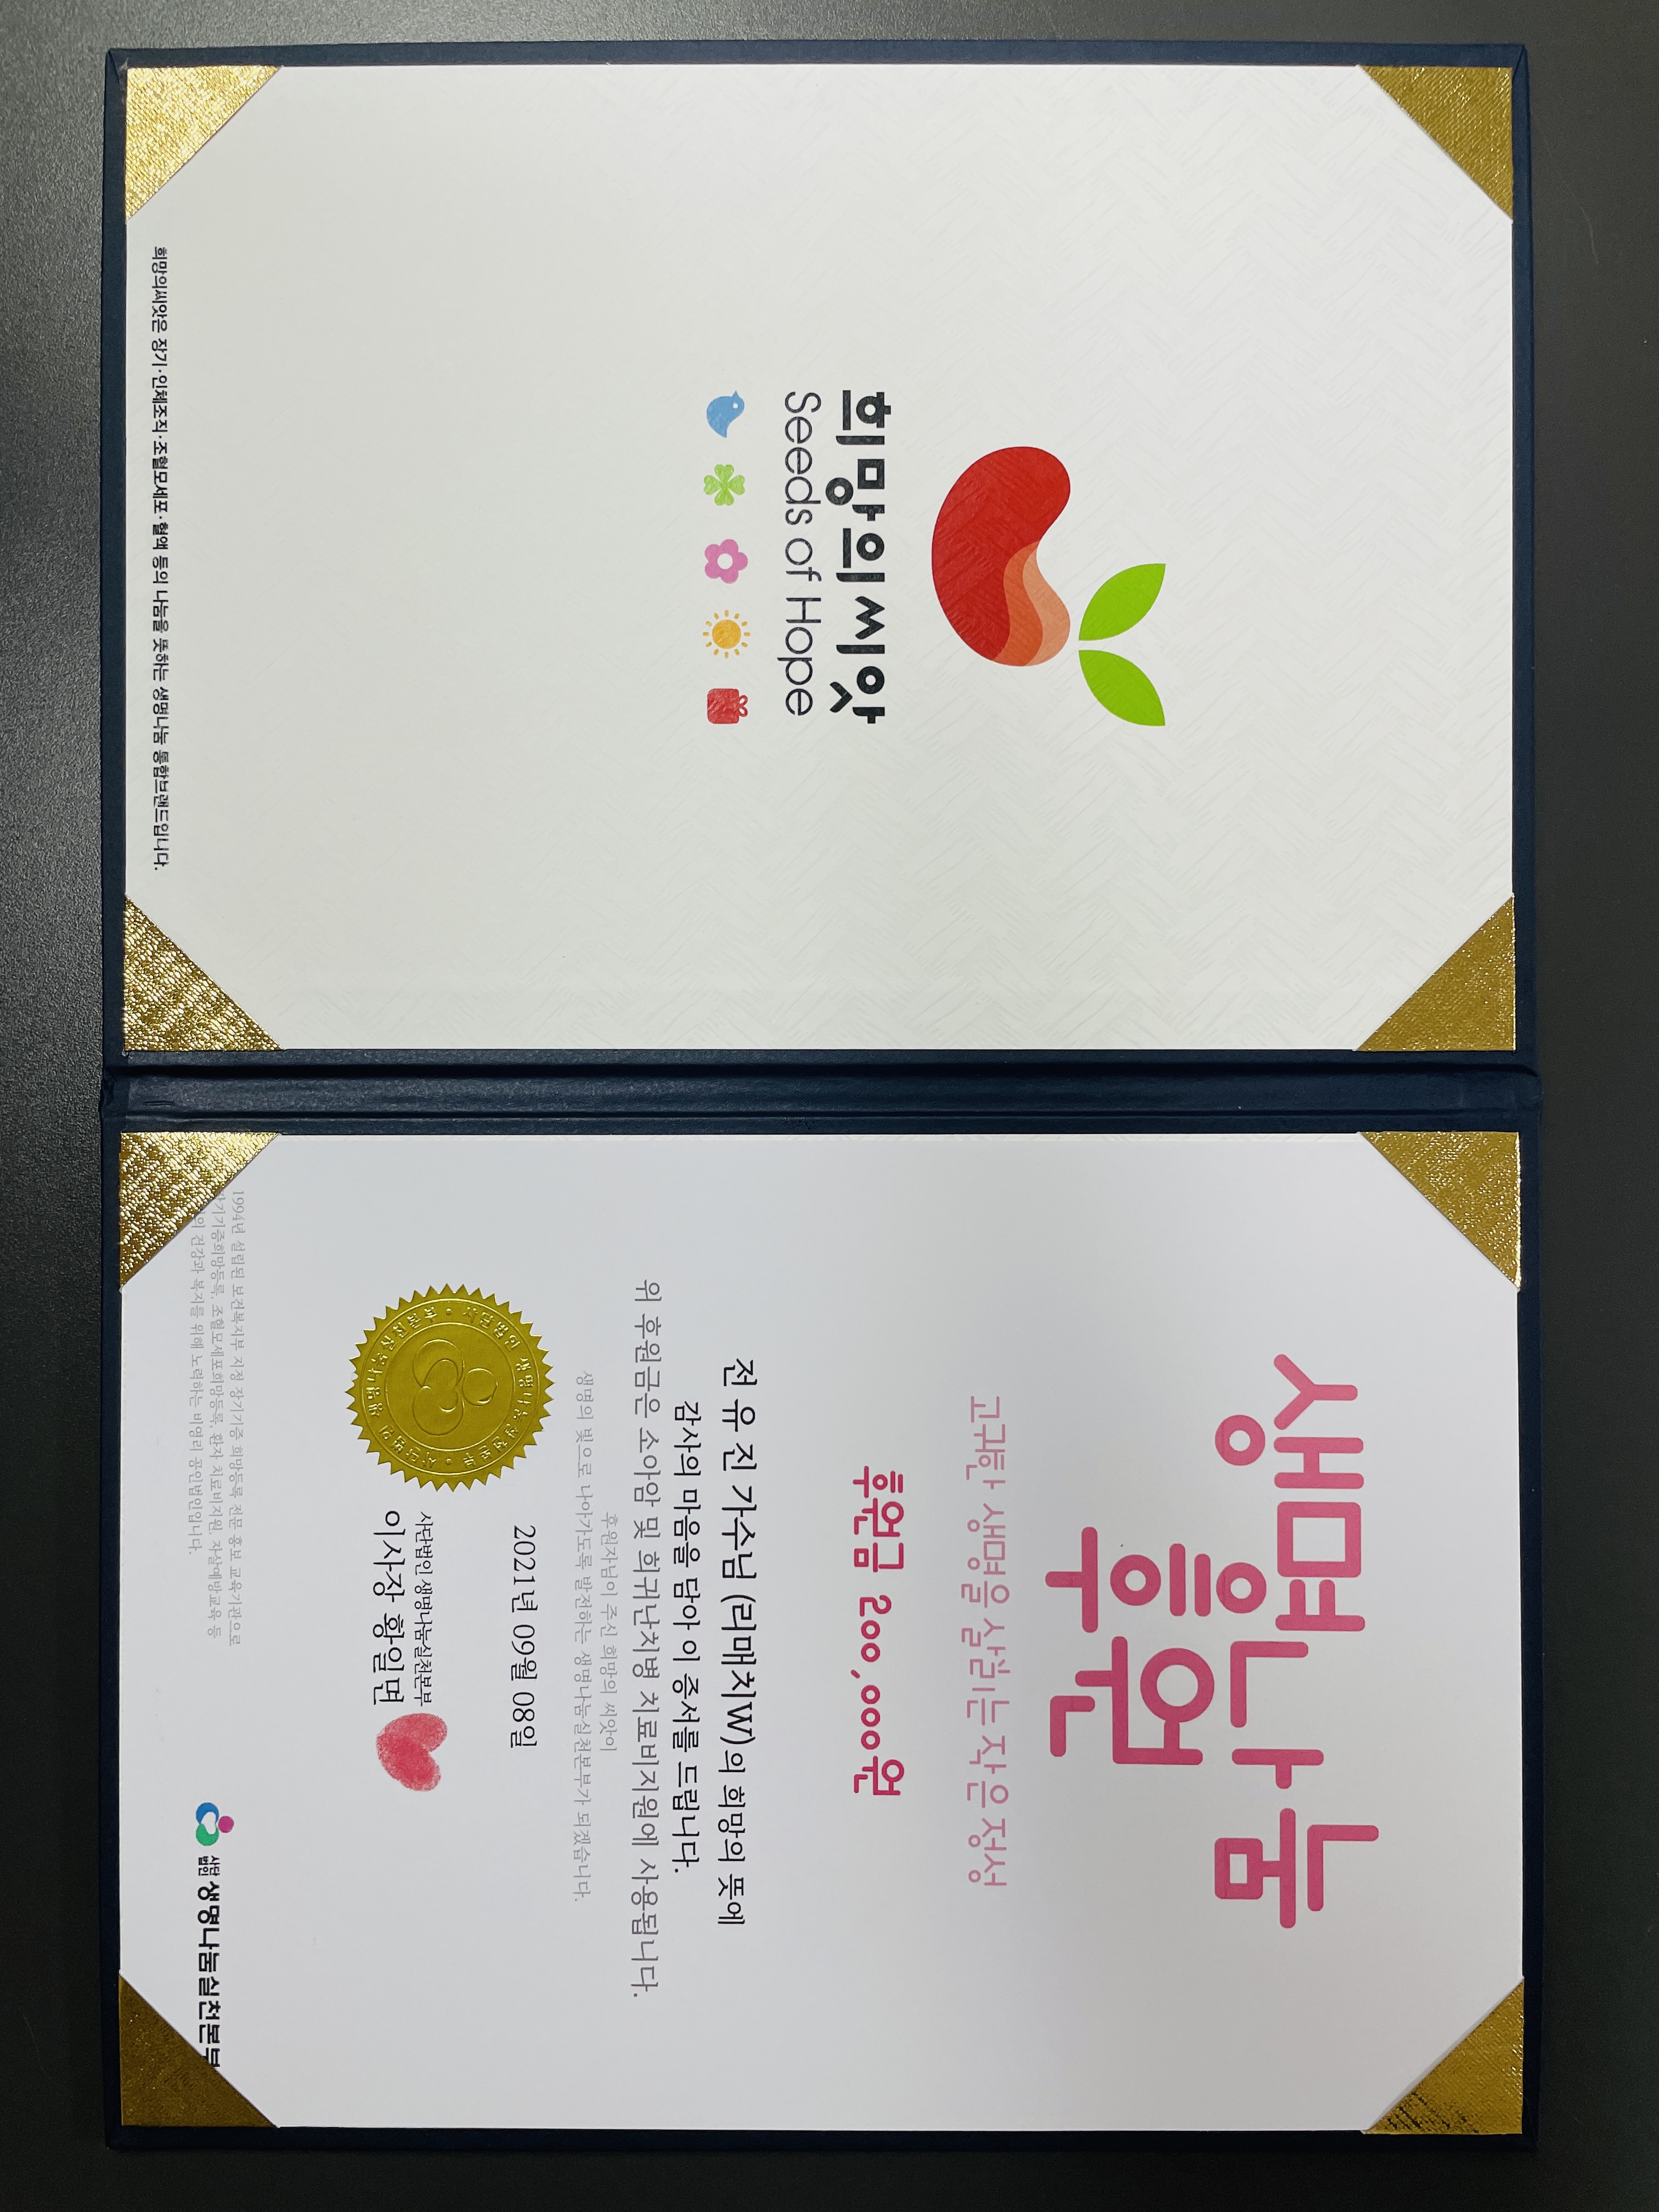 희망의씨앗
Seeds of Hope
희망의씨앗은 장기·인체조직·조혈모세포·혈액 등의 나눔을 뜻하는 생명나눔 통합브랜드입니다.
생명나눔
후원
고귀한 생명을 살리는 작은 정성
후원금 200,000원
전 유 진 가수님 (리매치W)의 희망의 뜻에
감사의 마음을 담아 이 증서를 드립니다.
위 후원금은 소아암 및 희귀난치병 치료비지원에 사용됩니다.
후원자님이 주신 희망의 씨앗이
생명의 빛으로 나아가도록 발전하는 생명나눔실천본부가 되겠습니다.
2021년 09월 08일
사단법인 생명나눔실천본부
사단법인 생명나눔실천본부
이사장 황일면
1994년 설립된 보건복지부 지정 장기기증 희망등록 전문 홍보 교육기관으로
장기기증희망등록, 조혈모세포희망등록, 환자 치료비지원, 자살예방교육 등
건강과 복지를 위해 노력하는 비영리 공인법인입니다.
사단법인 생명나눔실천본부